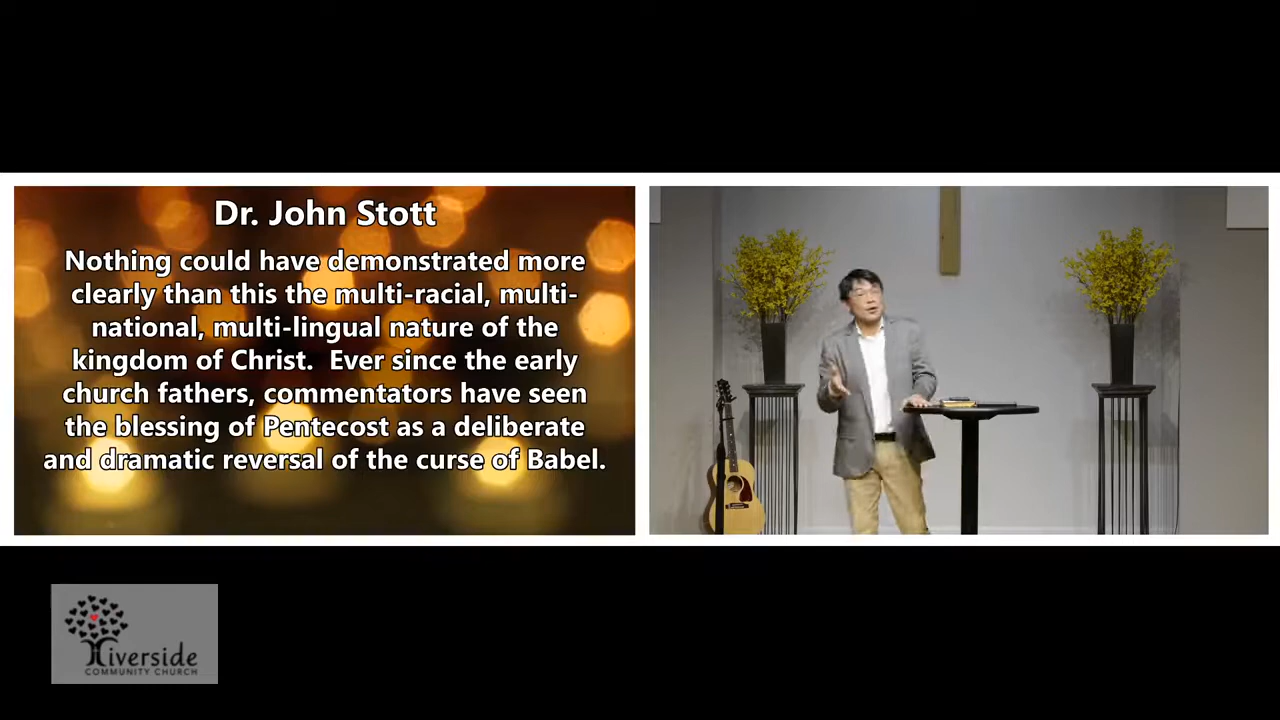 Dr. John Stott
Nothing could have demonstrated more
clearly than this the multi-racial, multi-
national, multi-lingual nature of the
kingdom of Christ.  Ever since the early
church fathers, commentators have seen
the blessing of Pentecost as a deliberate
and dramatic reversal of the curse of Babel.
Riverside
COMMUNITY CHURCH